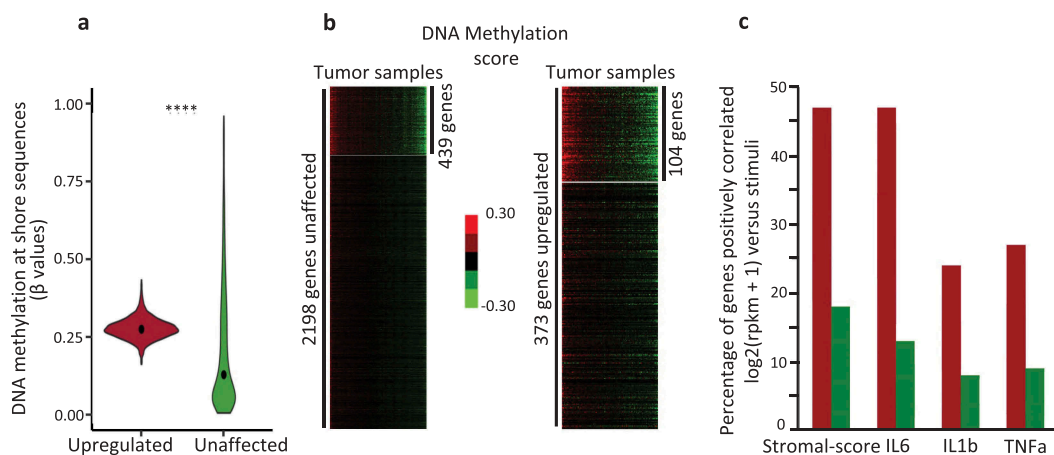 a
DNA methylation at shore sequences
(β values)
1.00
0.75
0.50
0.25
0.00
****
Upregulated
Unaffected
b
DNA Methylation
score
Tumor samples
2198 genes unaffected
439 genes
0.30
-0.30
Tumor samples
373 genes upregulated
104 genes
c
Percentage of genes positively correlated
log2(rpkm + 1) versus stimuli
50
40
30
20
10
0
Stromal-score
IL6
IL1b
TNFa